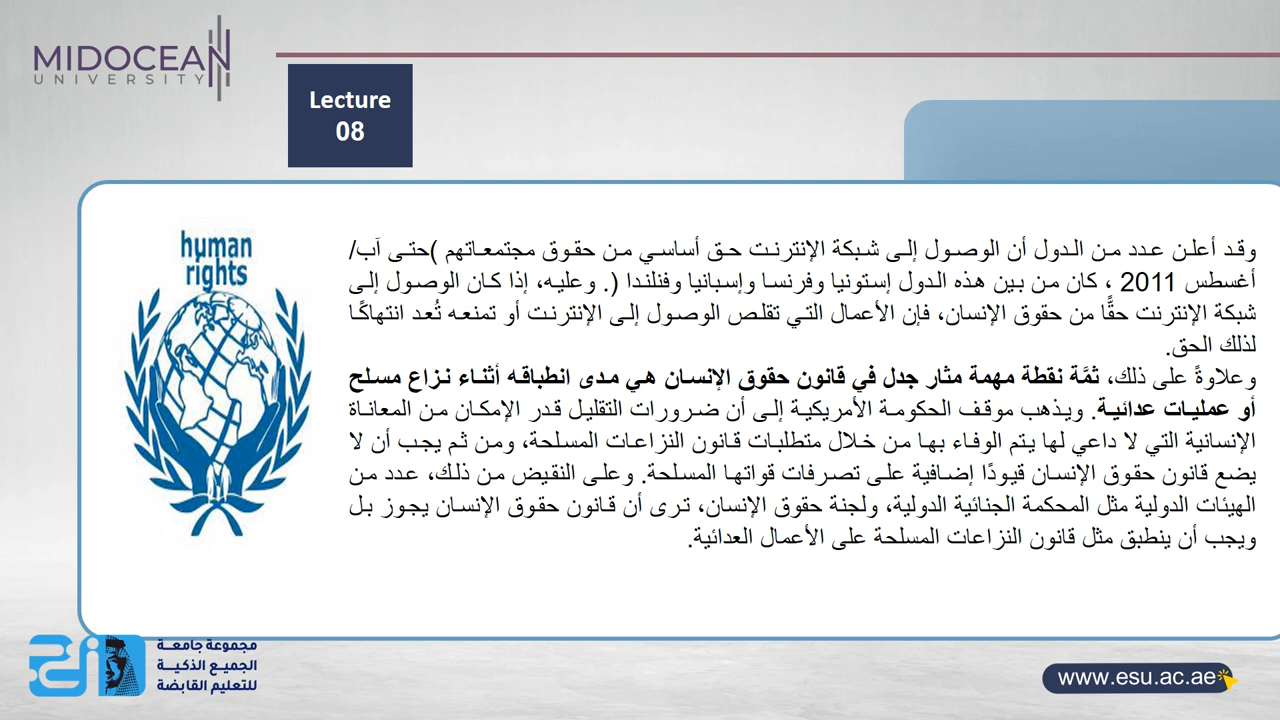 MIDOCEAN
UNIVERSITY
Lecture
08
human
rights
وقد أعلن عدد من الدول أن الوصول إلى شبكة الإنترنت حق أساسي من حقوق مجتمعاتهم )حتى آب/
أغسطس 2011 ، كان من بين هذه الدول إستونيا وفرنسا وإسبانيا وفنلندا (. وعليه، إذا كان الوصول إلى
شبكة الإنترنت حقًّا من حقوق الإنسان، فإن الأعمال التي تقلص الوصول إلى الإنترنت أو تمنعه تُعد انتهاكًا
لذلك الحق.
وعلاوةً على ذلك، ثمَّة نقطة مهمة مثار جدل في قانون حقوق الإنسان هي مدى انطباقه أثناء نزاع مسلح
أو عمليات عدائية. ويذهب موقف الحكومة الأمريكية إلى أن ضرورات التقليل قدر الإمكان من المعاناة
الإنسانية التي لا داعي لها يتم الوفاء بها من خلال متطلبات قانون النزاعات المسلحة، ومن ثم يجب أن لا
يضع قانون حقوق الإنسان قيودًا إضافية على تصرفات قواتها المسلحة. وعلى النقيض من ذلك، عدد من
الهيئات الدولية مثل المحكمة الجنائية الدولية، ولجنة حقوق الإنسان، ترى أن قانون حقوق الإنسان يجوز بل
ويجب أن ينطبق مثل قانون النزاعات المسلحة على الأعمال العدائية.
مجموعة جامعة
الجميع الذكية
للتعليم القابضة
www.esu.ac.ae